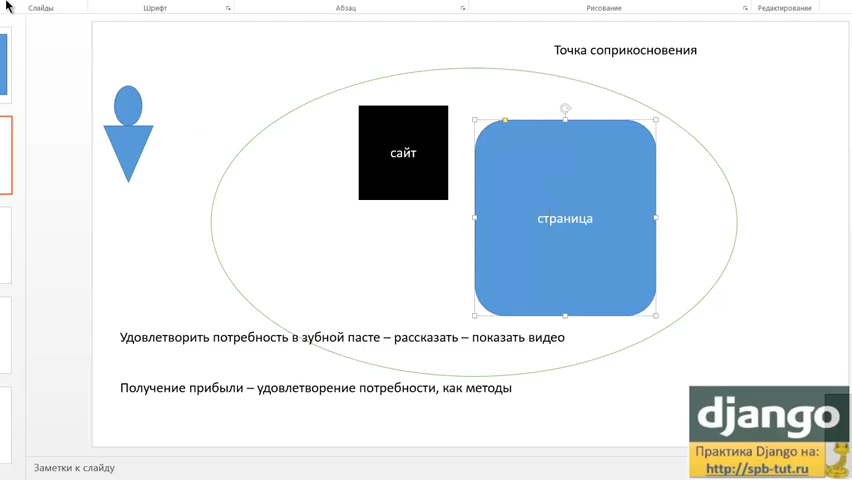 Слайды
Шрифт
Абзац
Рисование
Редактирование
Точка соприкосновения
сайт
страница
Удовлетворить потребность в зубной пасте – рассказать – показать видео
Получение прибыли – удовлетворение потребности, как методы
django
Практика Django на:
http://spb-tut.ru
Заметки к слайду